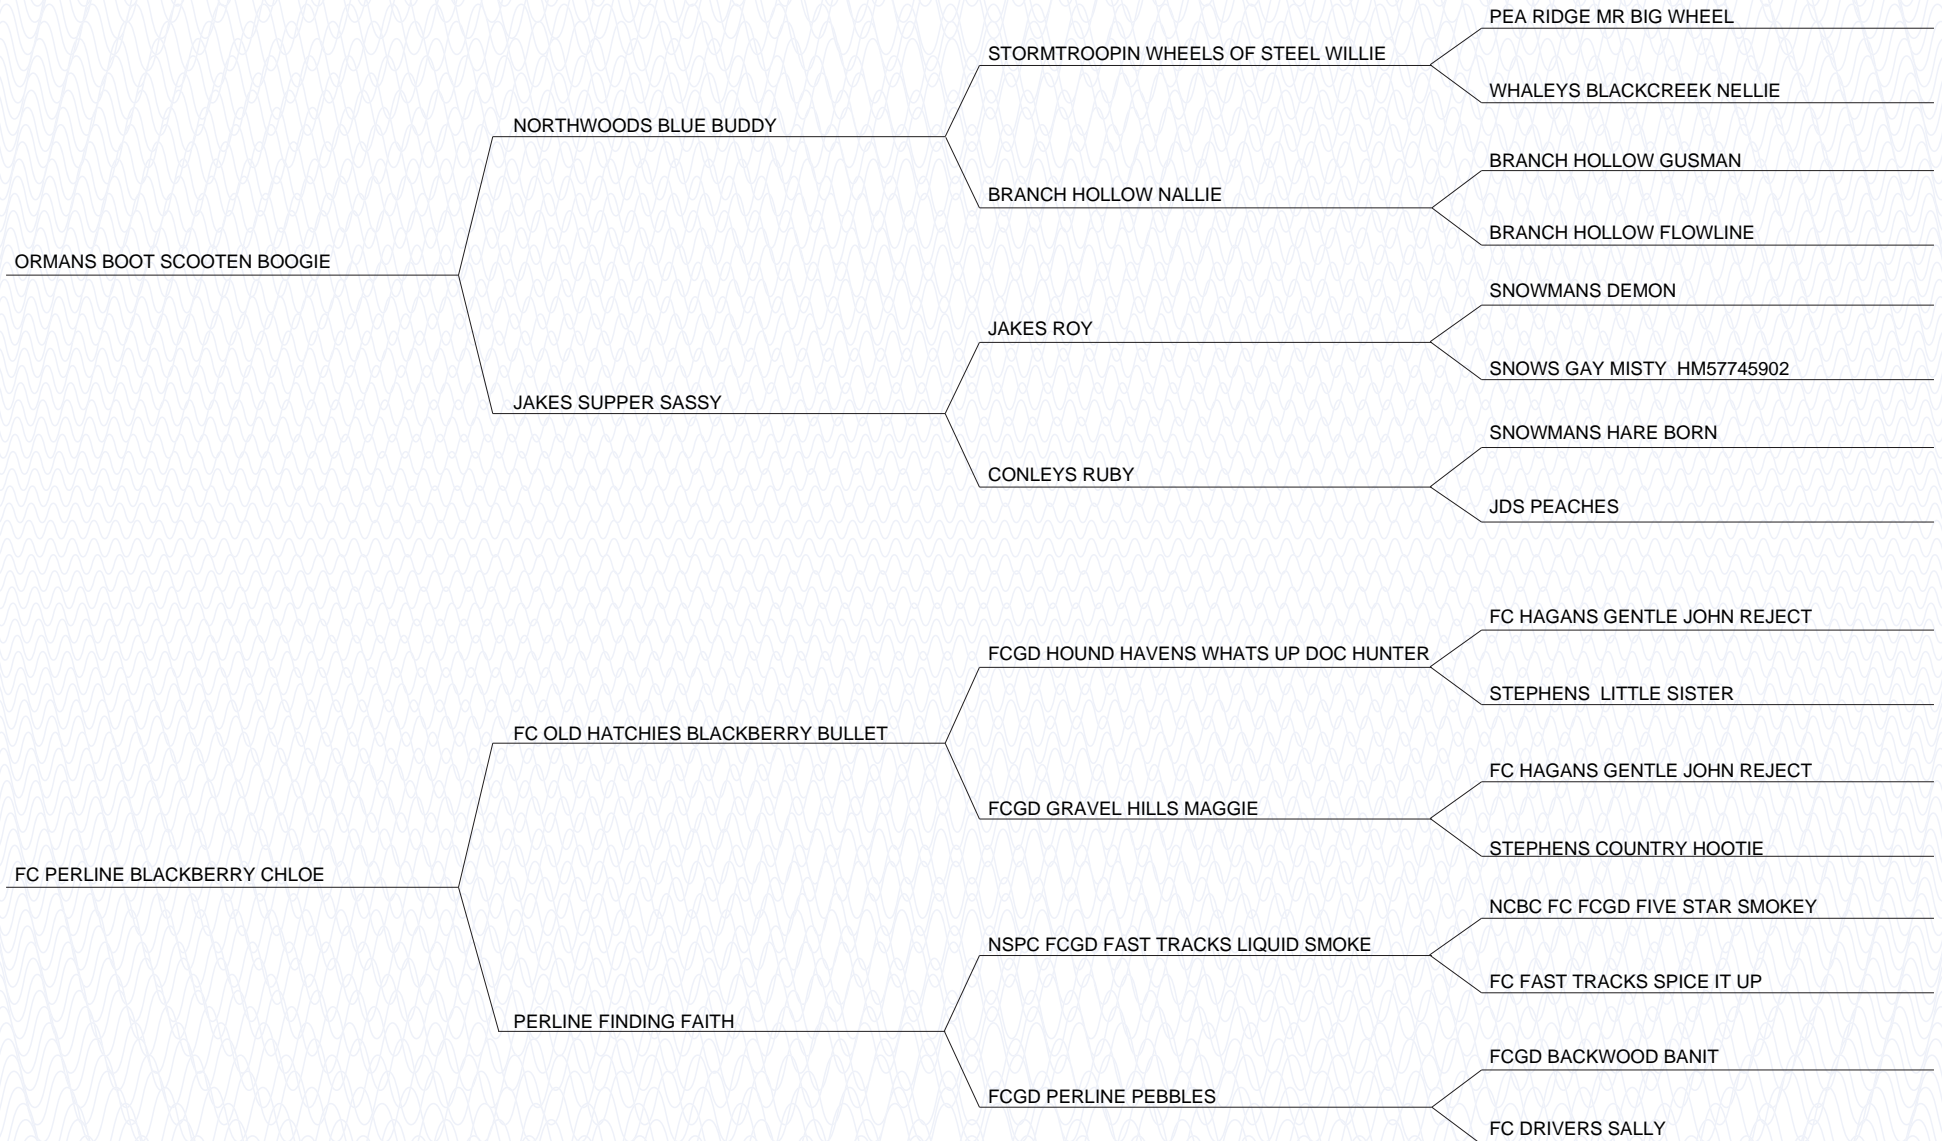 PEA RIDGE MR BIG WHEEL
STORMTROOPIN WHEELS OF STEEL WILLIE
WHALEYS BLACKCREEK NELLIE
NORTHWOODS BLUE BUDDY
BRANCH HOLLOW GUSMAN
BRANCH HOLLOW NALLIE
BRANCH HOLLOW FLOWLINE
ORMANS BOOT SCOOTEN BOOGIE
SNOWMANS DEMON
JAKES ROY
SNOWS GAY MISTY  HM57745902
JAKES SUPPER SASSY
SNOWMANS HARE BORN
CONLEYS RUBY
JDS PEACHES
FC HAGANS GENTLE JOHN REJECT
FCGD HOUND HAVENS WHATS UP DOC HUNTER
STEPHENS  LITTLE SISTER
FC OLD HATCHIES BLACKBERRY BULLET
FC HAGANS GENTLE JOHN REJECT
FCGD GRAVEL HILLS MAGGIE
STEPHENS COUNTRY HOOTIE
FC PERLINE BLACKBERRY CHLOE
NCBC FC FCGD FIVE STAR SMOKEY
NSPC FCGD FAST TRACKS LIQUID SMOKE
FC FAST TRACKS SPICE IT UP
PERLINE FINDING FAITH
FCGD BACKWOOD BANIT
FCGD PERLINE PEBBLES
FC DRIVERS SALLY